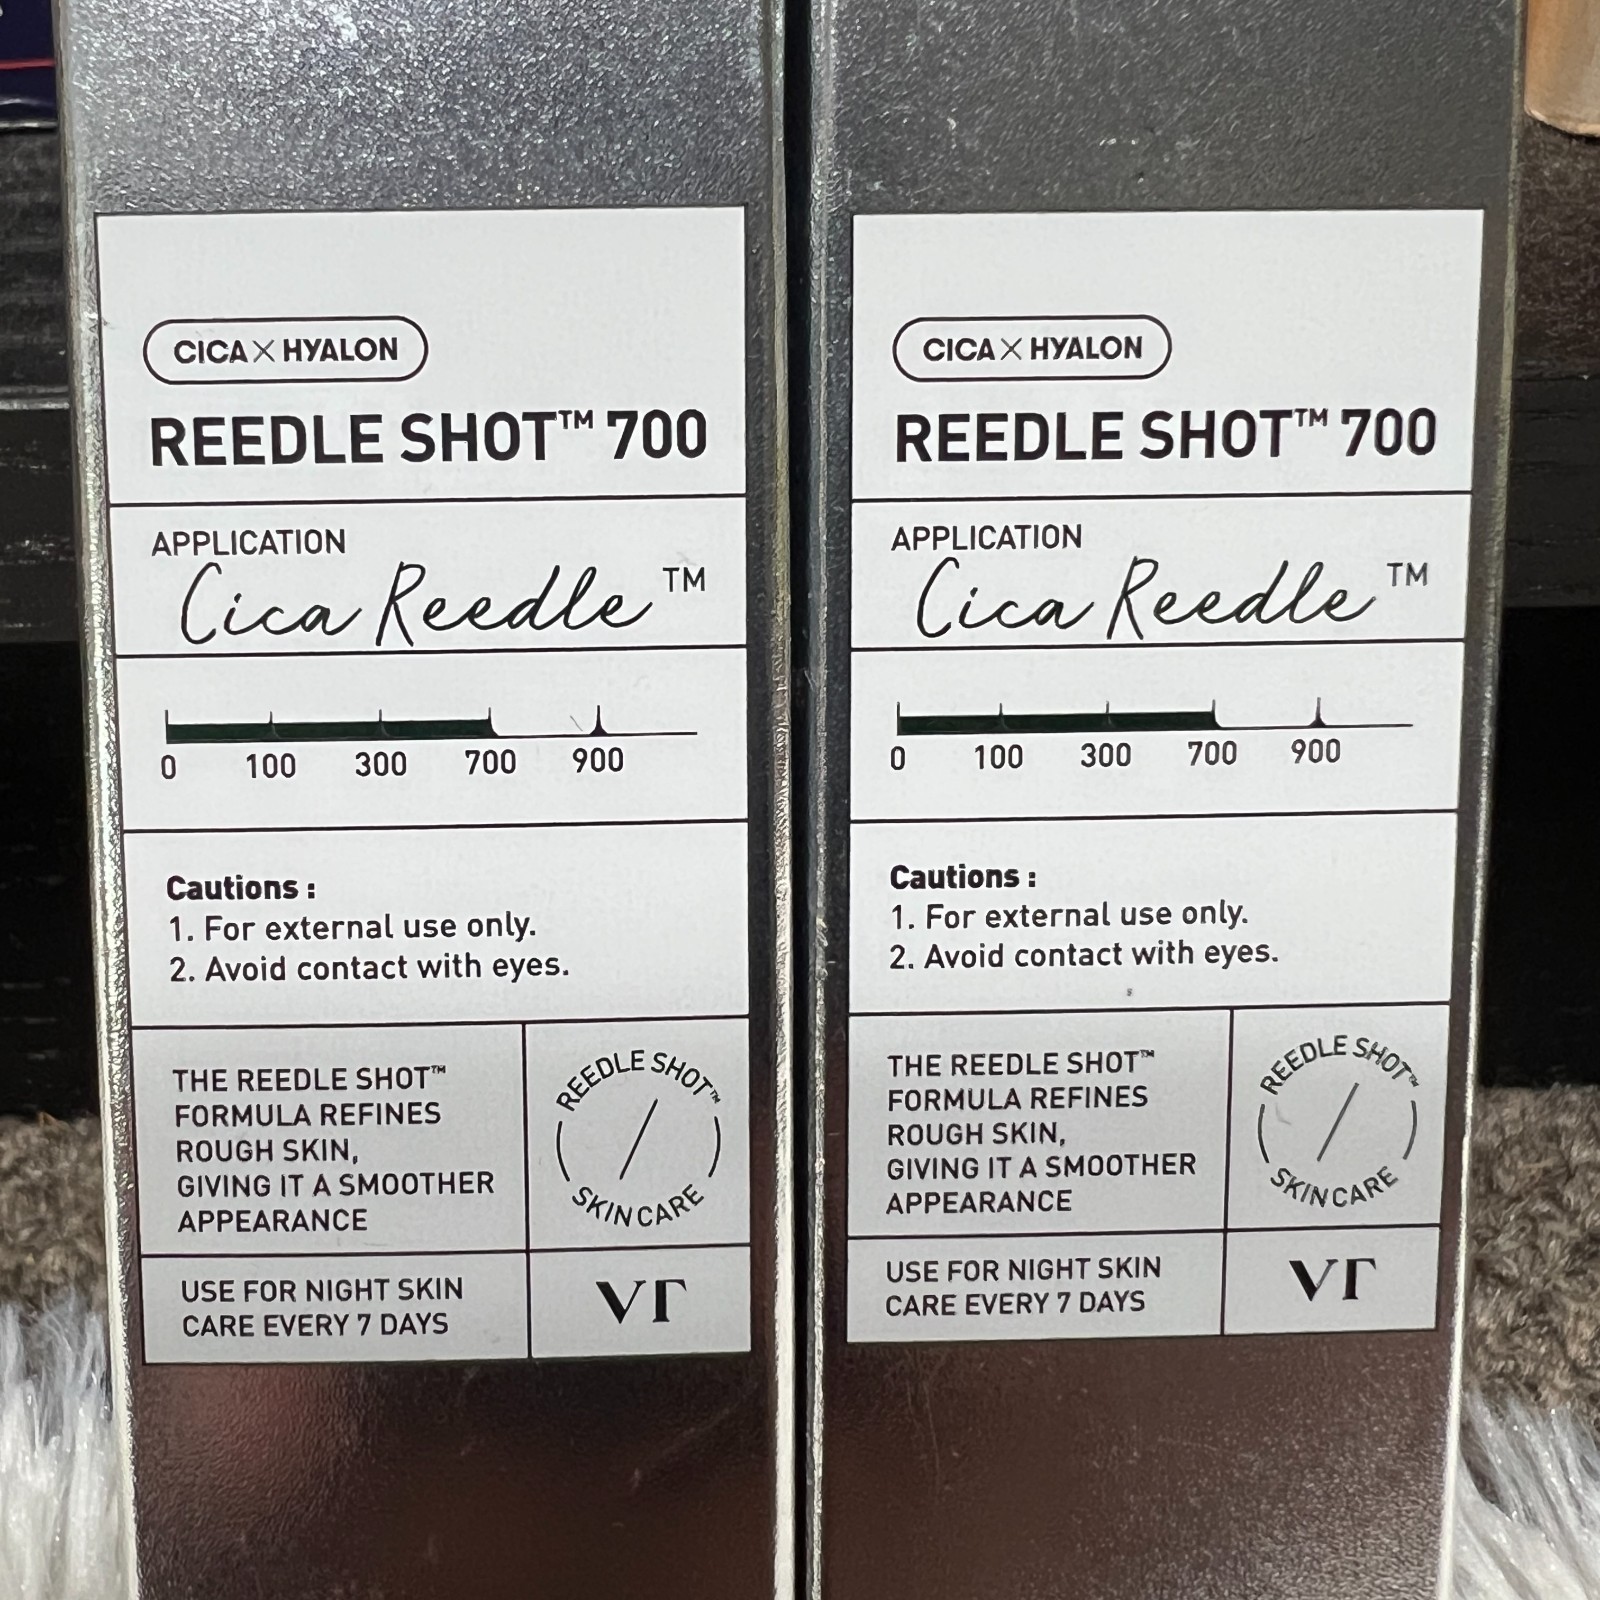 CICA X HYALON
REEDLE SHOT™ 700
APPLICATION
Cica Reedle™
0 100 300 700 900
Cautions :
1. For external use only.
2. Avoid contact with eyes.
THE REEDLE SHOT™
FORMULA REFINES
ROUGH SKIN,
GIVING IT A SMOOTHER
APPEARANCE
REEDLE SHOT™
SKINCARE
USE FOR NIGHT SKIN
CARE EVERY 7 DAYS
VT
CICA X HYALON
REEDLE SHOT™ 700
APPLICATION
Cica Reedle™
0 100 300 700 900
Cautions :
1. For external use only.
2. Avoid contact with eyes.
THE REEDLE SHOT™
FORMULA REFINES
ROUGH SKIN,
GIVING IT A SMOOTHER
APPEARANCE
REEDLE SHOT™
SKINCARE
USE FOR NIGHT SKIN
CARE EVERY 7 DAYS
VT